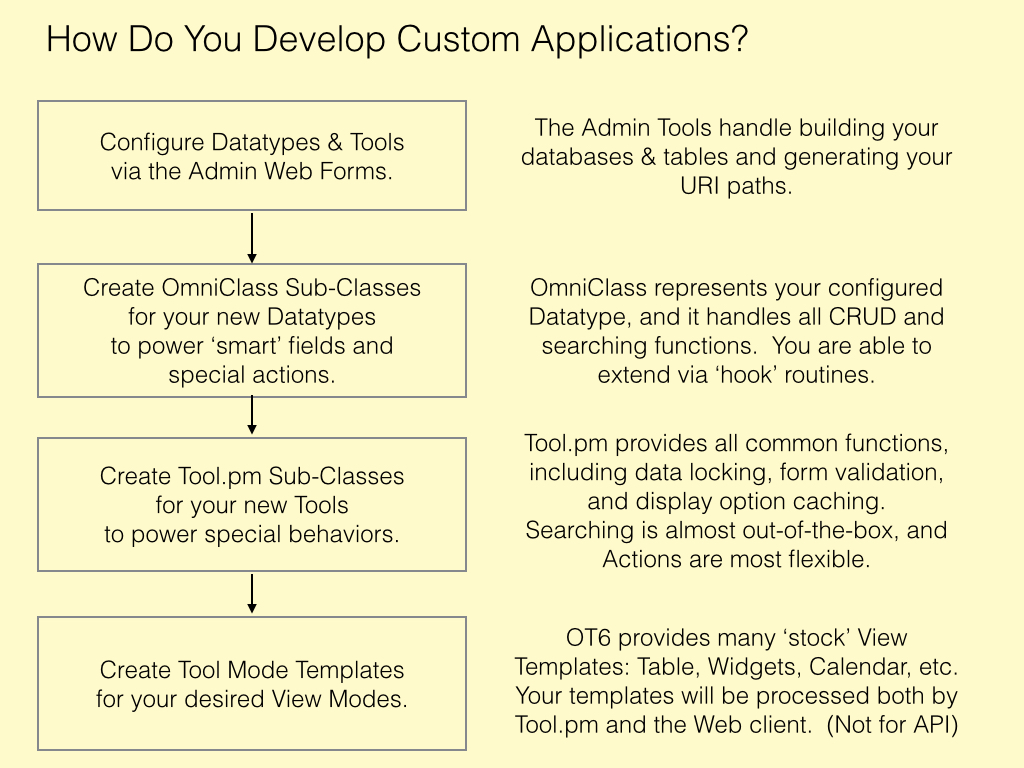 How Do You Develop Custom Applications?
Configure Datatypes & Tools
via the Admin Web Forms.
The Admin Tools handle building your
databases & tables and generating your
URI paths.
Create OmniClass Sub-Classes
for your new Datatypes
to power ‘smart’ fields and
special actions.
OmniClass represents your configured
Datatype, and it handles all CRUD and
searching functions.  You are able to
extend via ‘hook’ routines.
Create Tool.pm Sub-Classes
for your new Tools
to power special behaviors.
Tool.pm provides all common functions,
including data locking, form validation,
and display option caching.
Searching is almost out-of-the-box, and
Actions are most flexible.
Create Tool Mode Templates
for your desired View Modes.
OT6 provides many ‘stock’ View
Templates: Table, Widgets, Calendar, etc.
Your templates will be processed both by
Tool.pm and the Web client.  (Not for API)